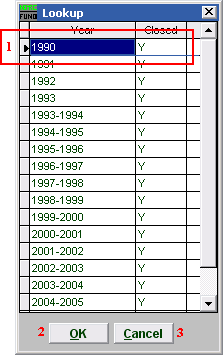 FUND Lookup
Year Closed
1 1990 Y
1991 Y
1992 Y
1993 Y
1993-1994 Y
1994-1995 Y
1995-1996 Y
1996-1997 Y
1997-1998 Y
1998-1999 Y
1999-2000 Y
2000-2001 Y
2001-2002 Y
2002-2003 Y
2003-2004 Y
2004-2005 Y
2 OK Cancel 3